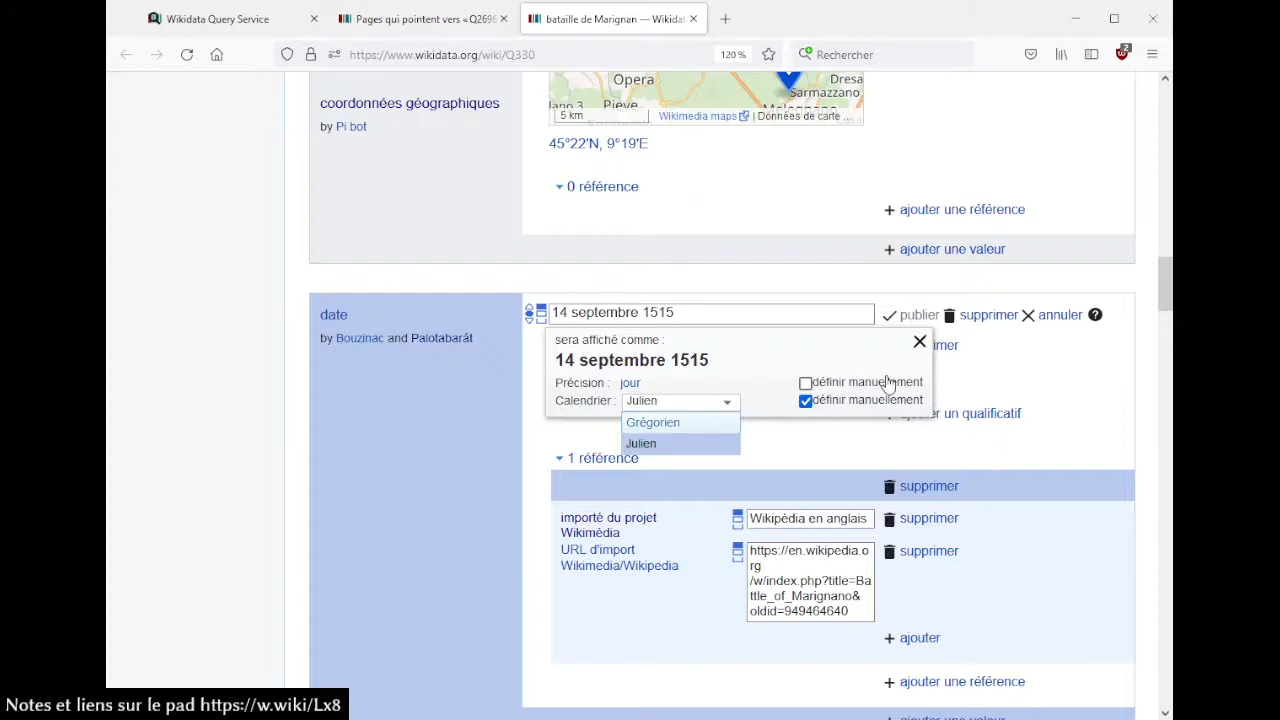 Wikidata Query Service
Pages qui pointent vers « Q2696
bataille de Marignan — Wikidat
https://www.wikidata.org/wiki/Q330
120 %
Rechercher
2
Opera
Dresa
Sarmazzano
Pieve
5 km
Wikimedia maps | Données de carte
coordonnées géographiques
by Pi bot
45°22'N, 9°19'E
0 référence
+ ajouter une référence
+ ajouter une valeur
date
by Bouzinac and Palotabarát
14 septembre 1515
publier supprimer annuler
sera affiché comme :
14 septembre 1515
Précision : jour
définir manuellement
Calendrier : Julien
définir manuellement
Grégorien
Julien
1 référence
supprimer
importé du projet Wikimédia
Wikipédia en anglais
supprimer
URL d'import Wikimedia/Wikipedia
https://en.wikipedia.o
rg
/w/index.php?title=Ba
ttle_of_Marignano&
oldid=949464640
supprimer
+ ajouter
+ ajouter une référence
Notes et liens sur le pad https://w.wiki/Lx8